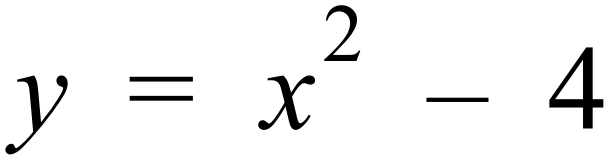 y = x² − 4